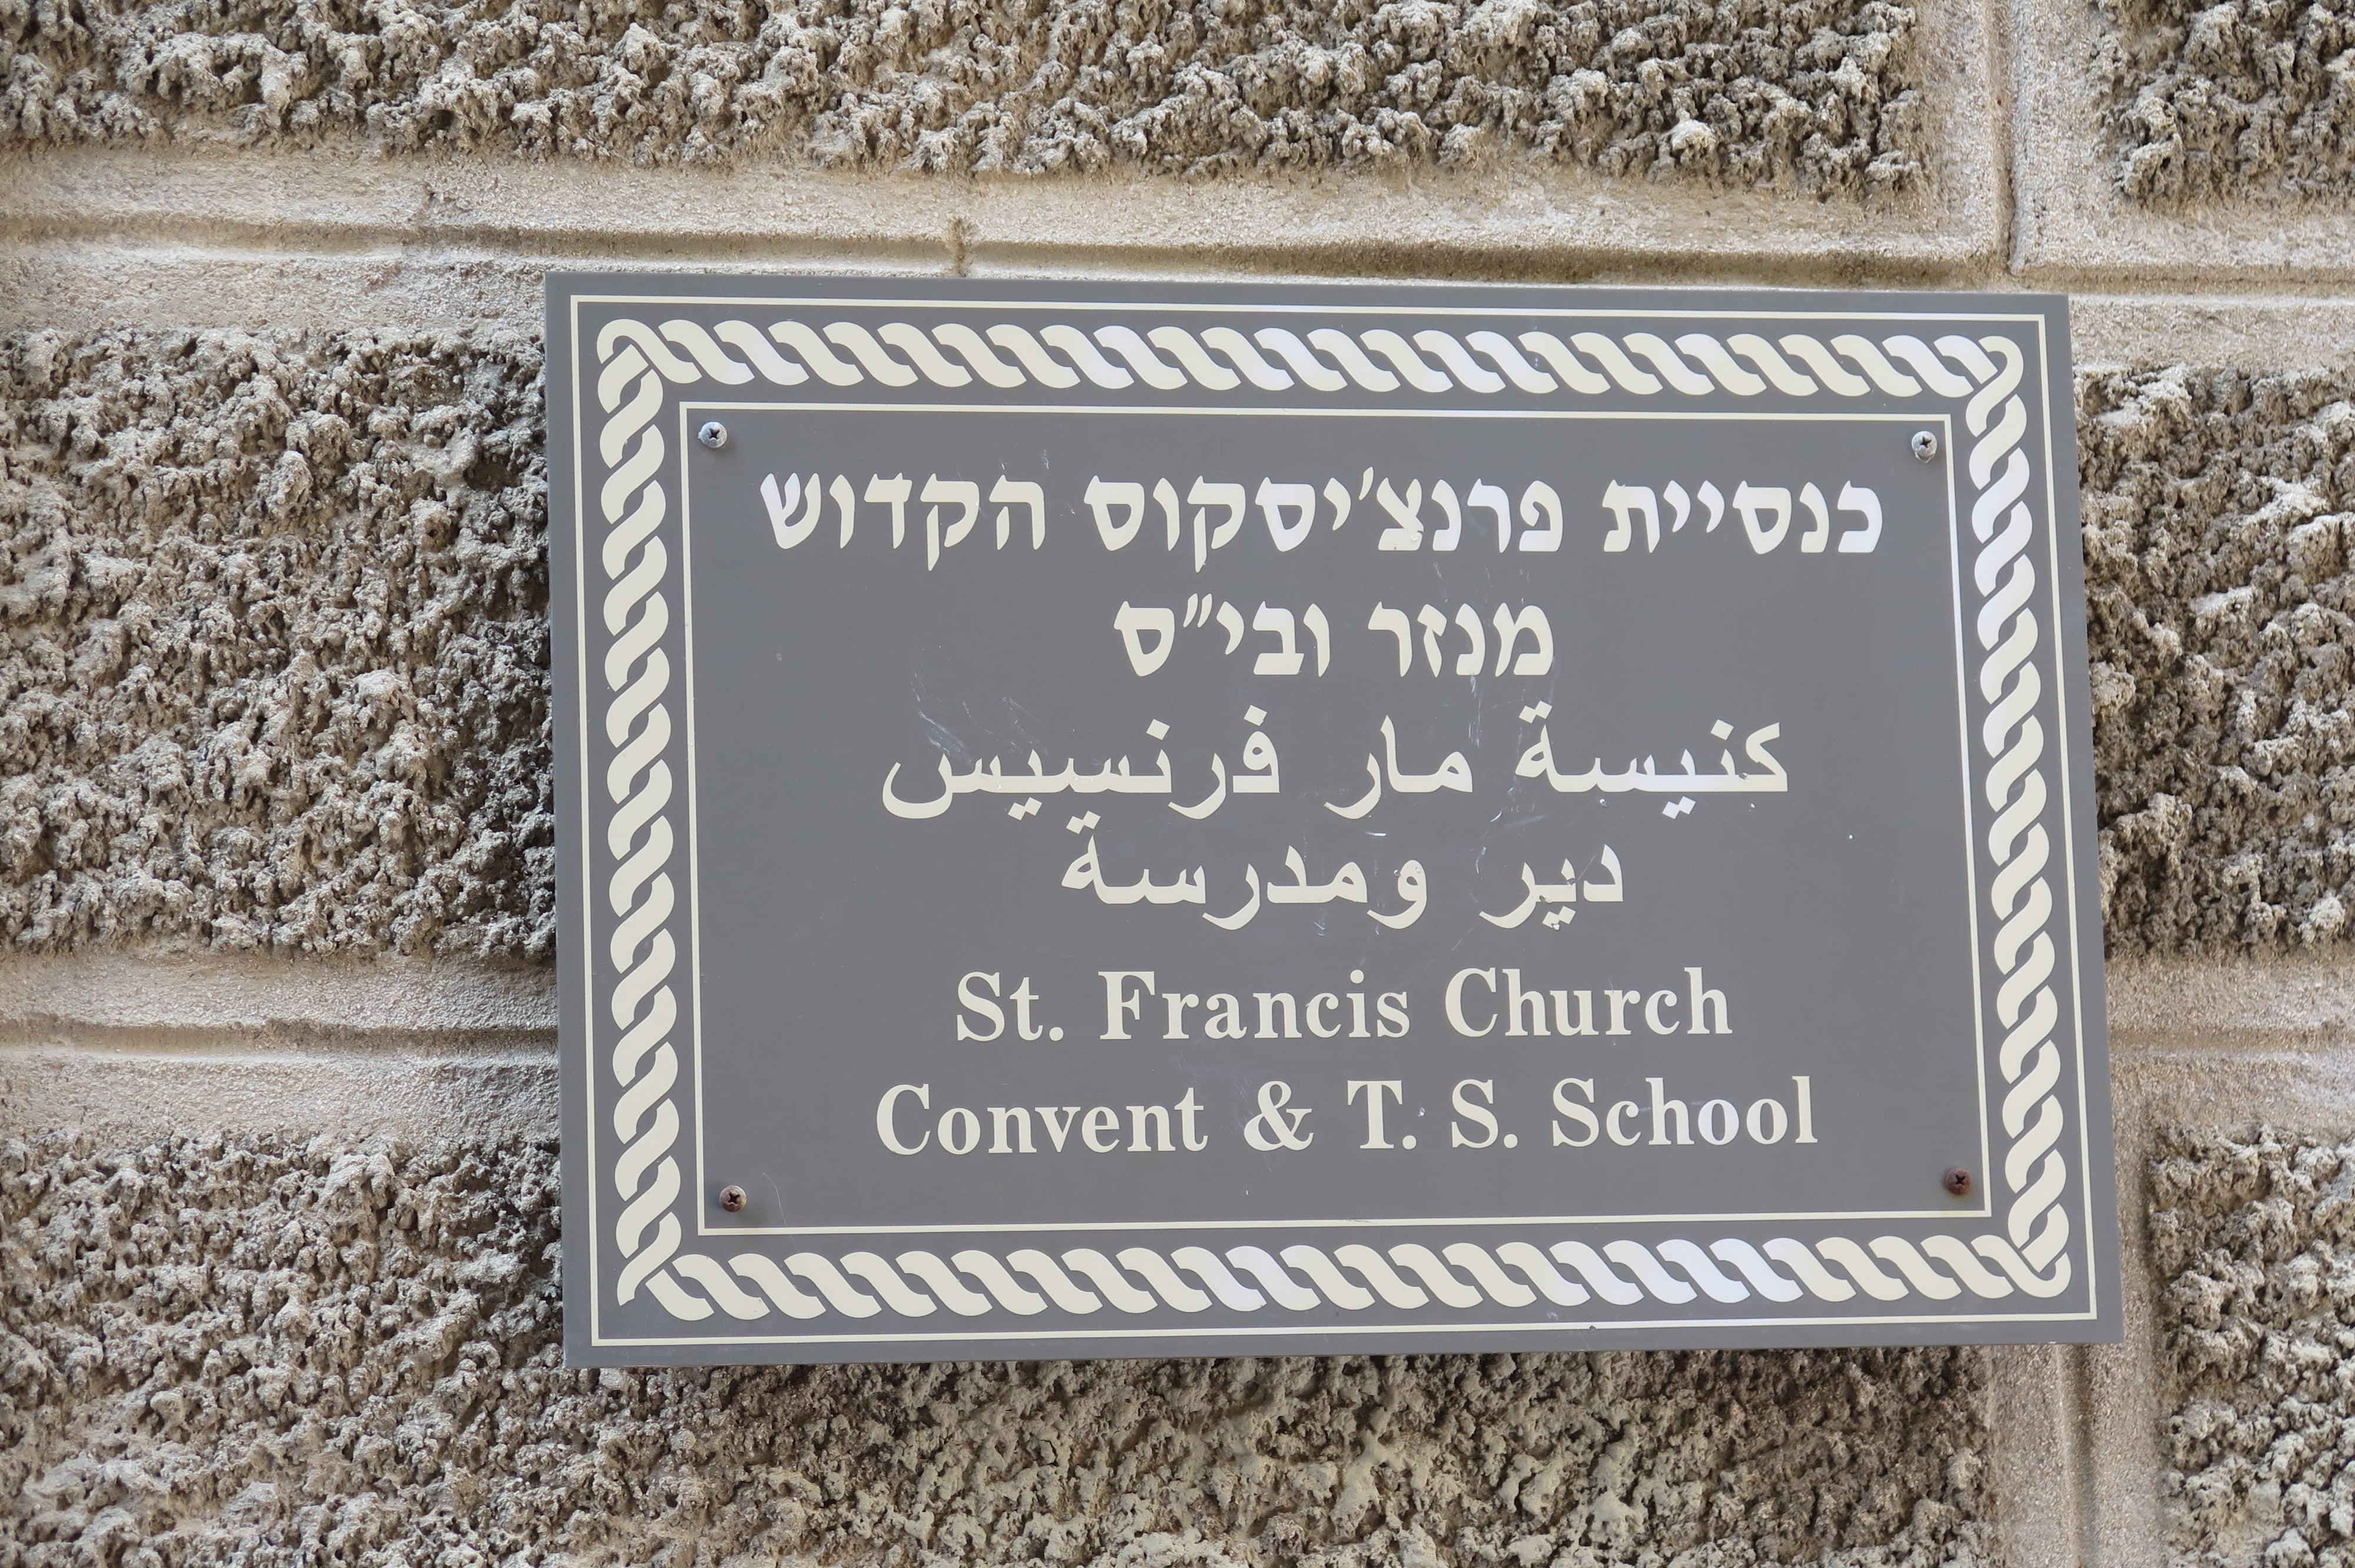 כנסיית פרנצ'יסקוס הקדוש
מנזר ובי"ס
كنيسة مار فرنسيس
دير ومدرسة
St. Francis Church
Convent & T. S. School